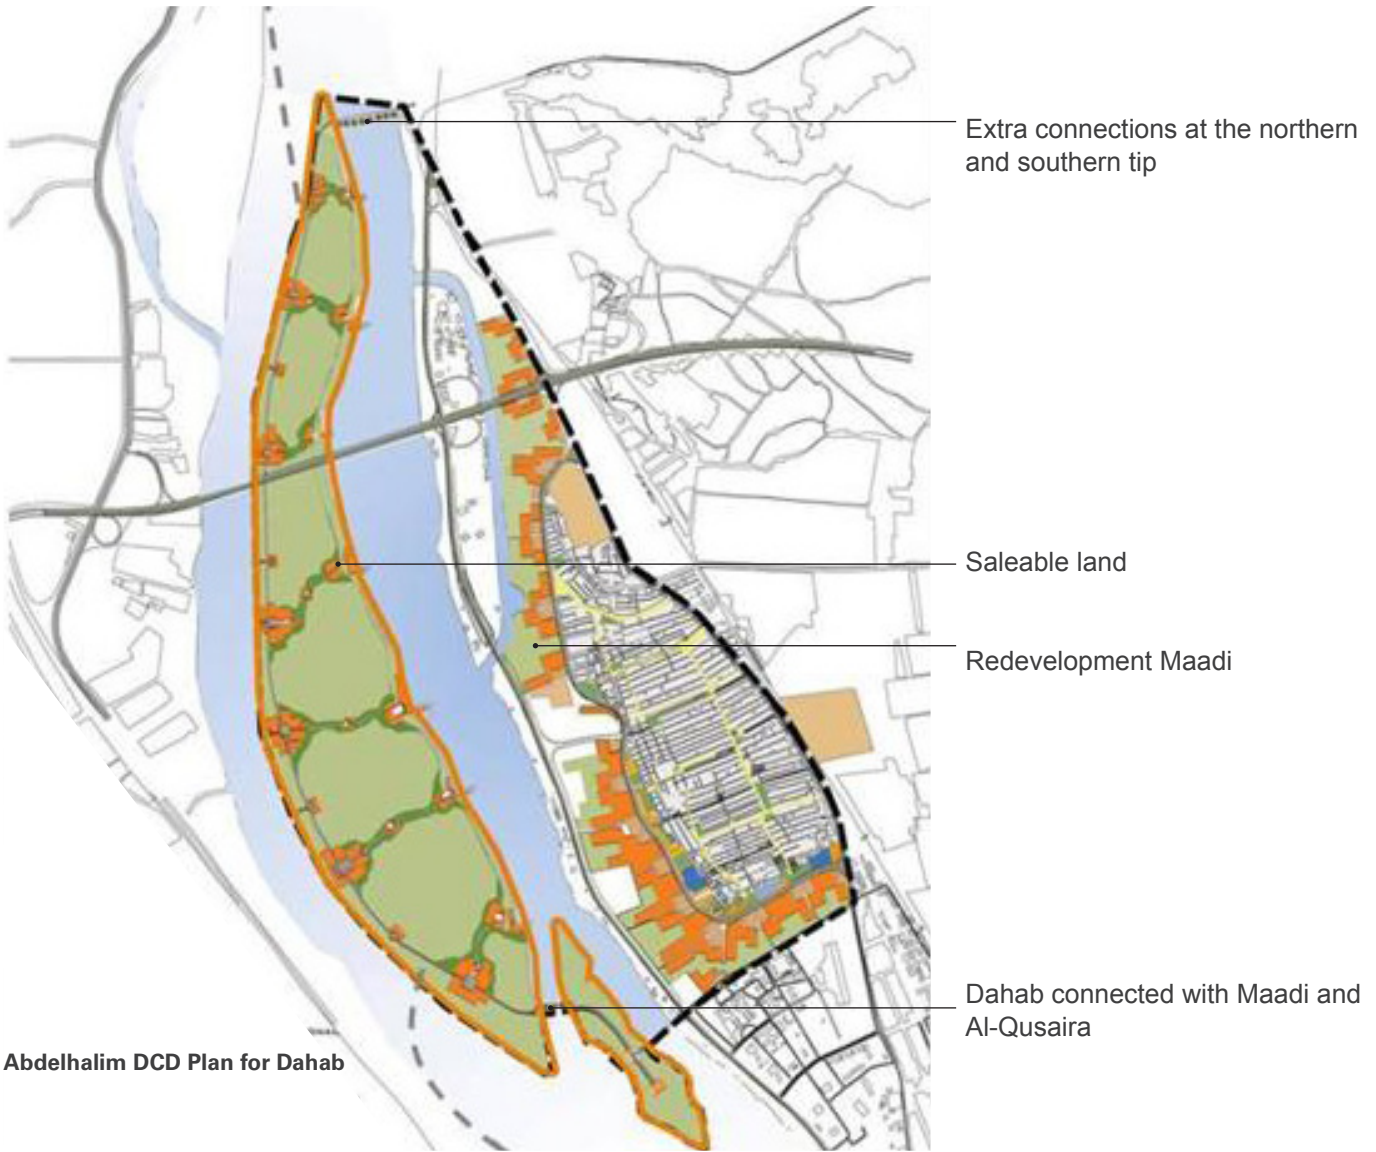 Extra connections at the northern
and southern tip
Saleable land
Redevelopment Maadi
Dahab connected with Maadi and
Al-Qusaira
Abdelhalim DCD Plan for Dahab